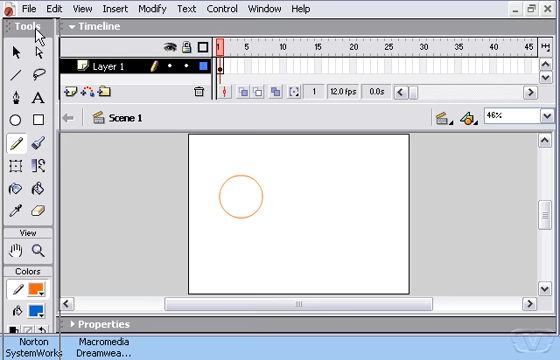 File Edit View Insert Modify Text Control Window Help
Tools
Timeline
1 5 10 15 20 25 30 35 40 45
Layer 1
1 12.0 fps 0.0s
Scene 1
46%
View
Colors
Properties
Norton
SystemWorks
Macromedia
Dreamwea...